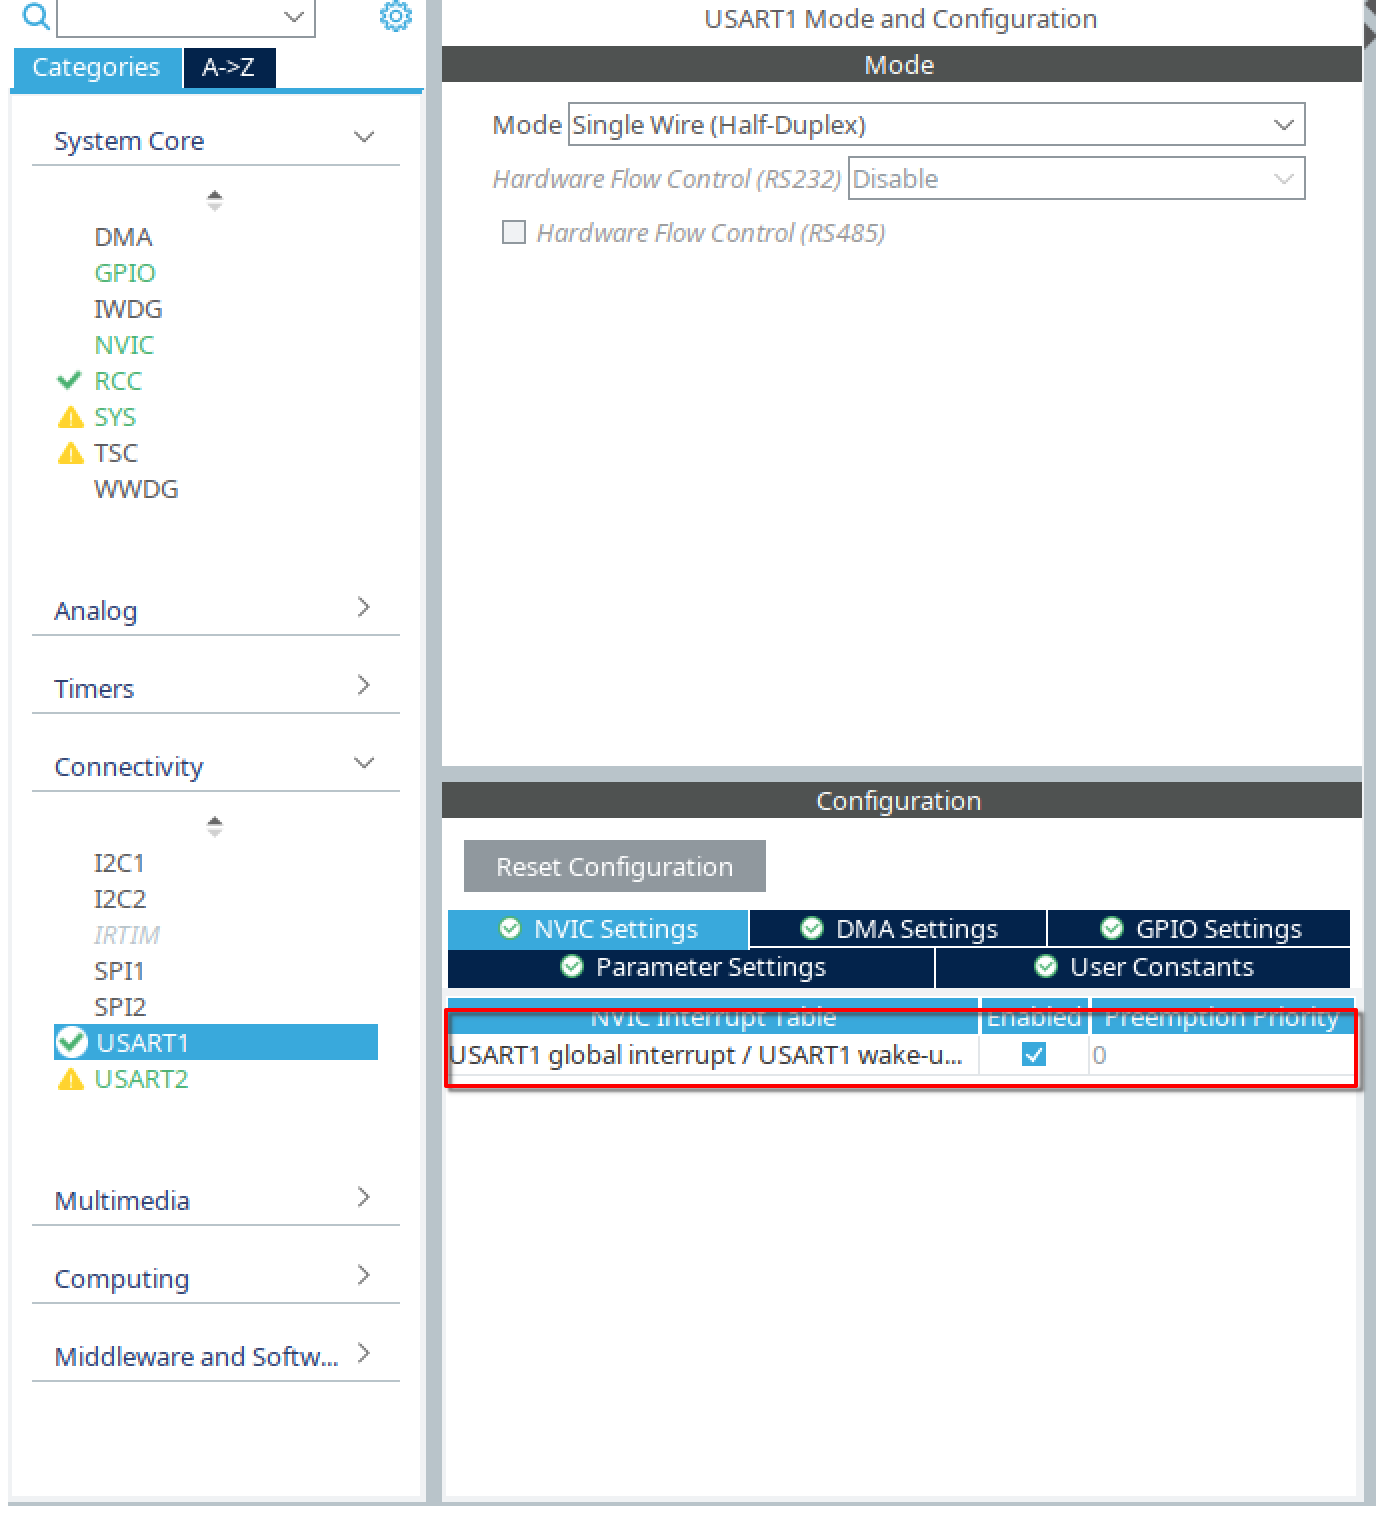 Categories
A->Z
System Core
DMA
GPIO
IWDG
NVIC
RCC
SYS
TSC
WWDG
Analog
Timers
Connectivity
I2C1
I2C2
IRTIM
SPI1
SPI2
USART1
USART2
Multimedia
Computing
Middleware and Softw...
USART1 Mode and Configuration
Mode
Mode Single Wire (Half-Duplex)
Hardware Flow Control (RS232) Disable
Hardware Flow Control (RS485)
Configuration
Reset Configuration
NVIC Settings DMA Settings GPIO Settings
Parameter Settings User Constants
NVIC Interrupt Table Enabled Preemption Priority
USART1 global interrupt / USART1 wake-u... 0